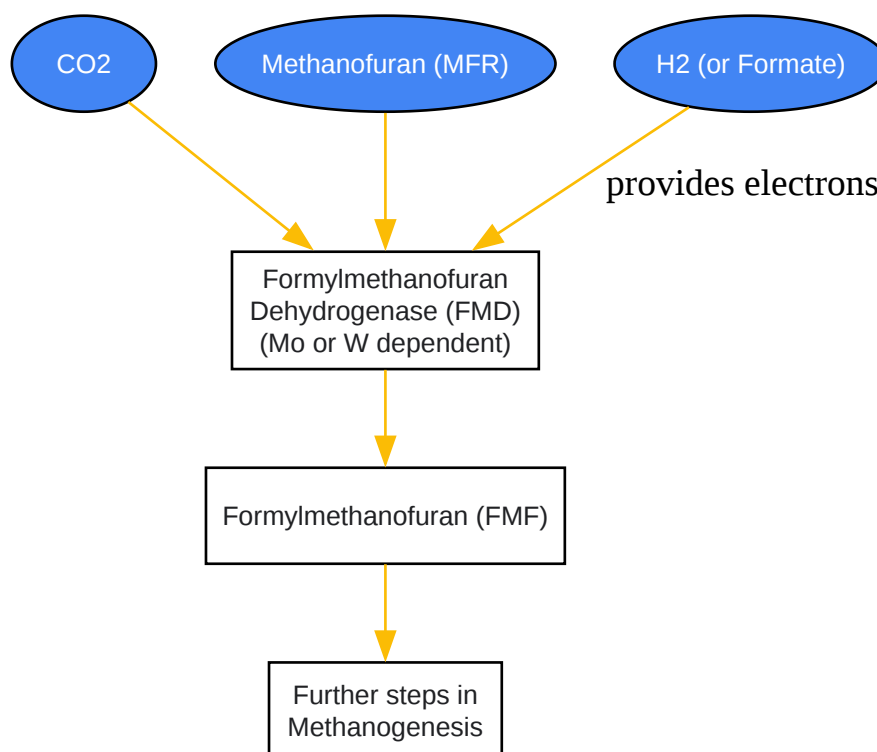 CO2
Methanofuran (MFR)
H2 (or Formate)
provides electrons
Formylmethanofuran
Dehydrogenase (FMD)
(Mo or W dependent)
Formylmethanofuran (FMF)
Further steps in
Methanogenesis